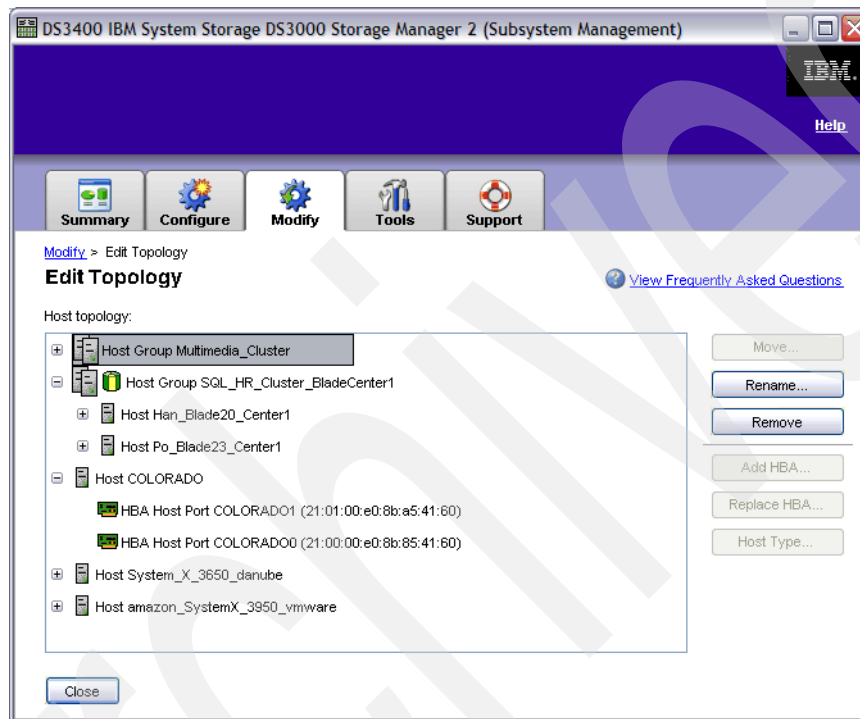 DS3400 IBM System Storage DS3000 Storage Manager 2 (Subsystem Management)
IBM.
Help
Summary
Configure
Modify
Tools
Support
Modify > Edit Topology
Edit Topology
View Frequently Asked Questions
Host topology:
Host Group Multimedia_Cluster
Host Group SQL_HR_Cluster_BladeCenter1
Host Han_Blade20_Center1
Host Po_Blade23_Center1
Host COLORADO
HBA Host Port COLORADO1 (21:01:00:e0:8b:a5:41:60)
HBA Host Port COLORADO0 (21:00:00:e0:8b:85:41:60)
Host System_X_3650_danube
Host amazon_SystemX_3950_vmware
Move...
Rename...
Remove
Add HBA...
Replace HBA...
Host Type...
Close